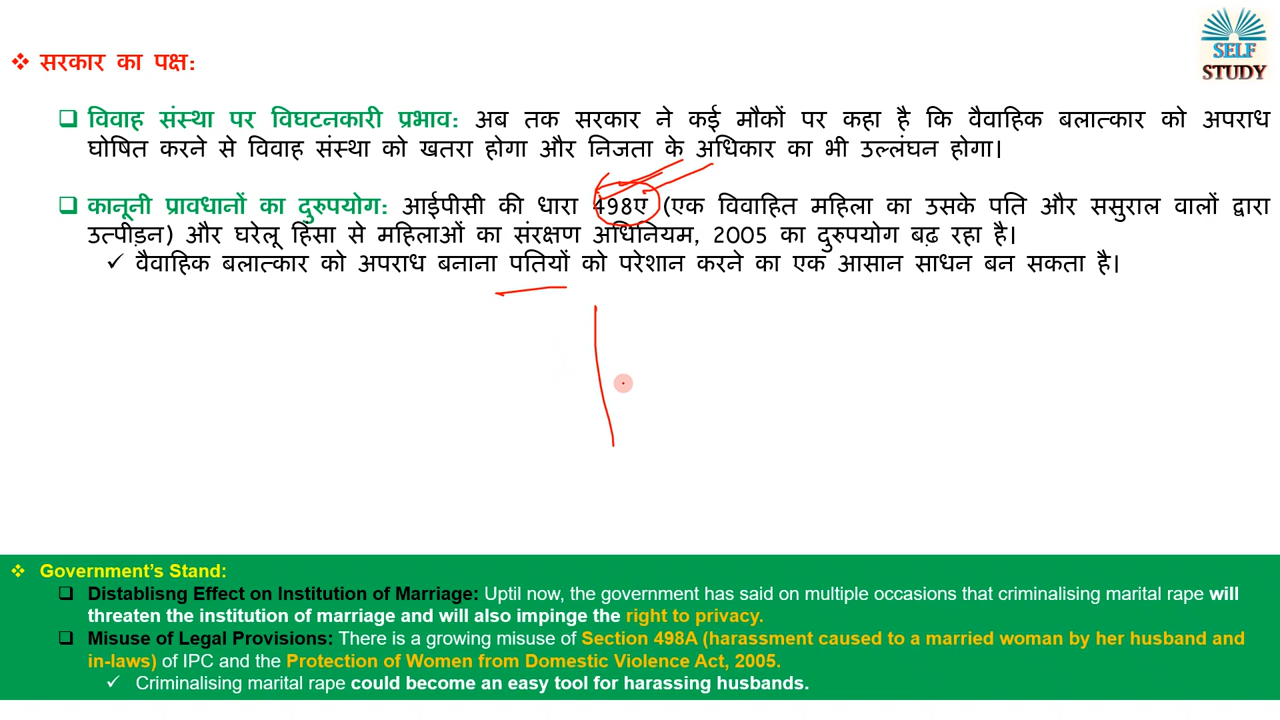 SELF
STUDY
❖ सरकार का पक्ष:
❑ विवाह संस्था पर विघटनकारी प्रभाव: अब तक सरकार ने कई मौकों पर कहा है कि वैवाहिक बलात्कार को अपराध
घोषित करने से विवाह संस्था को खतरा होगा और निजता के अधिकार का भी उल्लंघन होगा।
❑ कानूनी प्रावधानों का दुरुपयोग: आईपीसी की धारा 498ए (एक विवाहित महिला का उसके पति और ससुराल वालों द्वारा
उत्पीड़न) और घरेलू हिंसा से महिलाओं का संरक्षण अधिनियम, 2005 का दुरुपयोग बढ़ रहा है।
✓ वैवाहिक बलात्कार को अपराध बनाना पतियों को परेशान करने का एक आसान साधन बन सकता है।
❖ Government's Stand:
❑ Distablisng Effect on Institution of Marriage: Uptil now, the government has said on multiple occasions that criminalising marital rape will
threaten the institution of marriage and will also impinge the right to privacy.
❑ Misuse of Legal Provisions: There is a growing misuse of Section 498A (harassment caused to a married woman by her husband and
in-laws) of IPC and the Protection of Women from Domestic Violence Act, 2005.
✓ Criminalising marital rape could become an easy tool for harassing husbands.